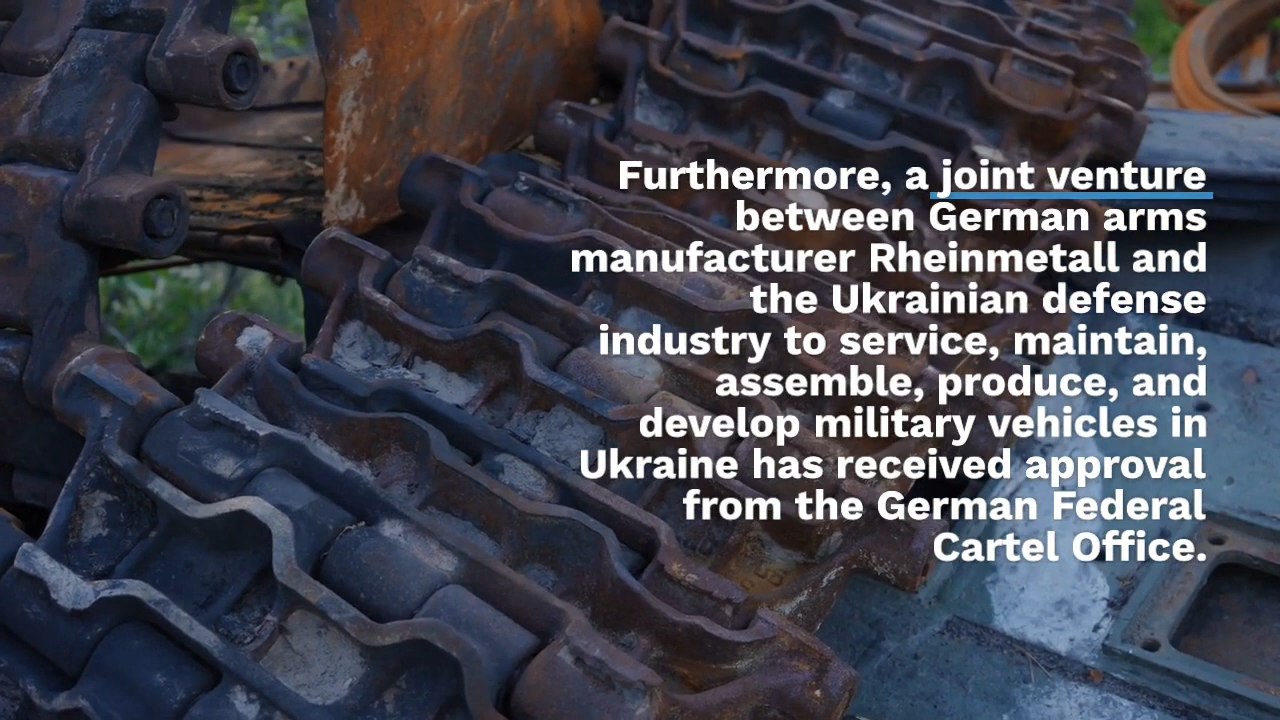 Furthermore, a joint venture
between German arms
manufacturer Rheinmetall and
the Ukrainian defense
industry to service, maintain,
assemble, produce, and
develop military vehicles in
Ukraine has received approval
from the German Federal
Cartel Office.